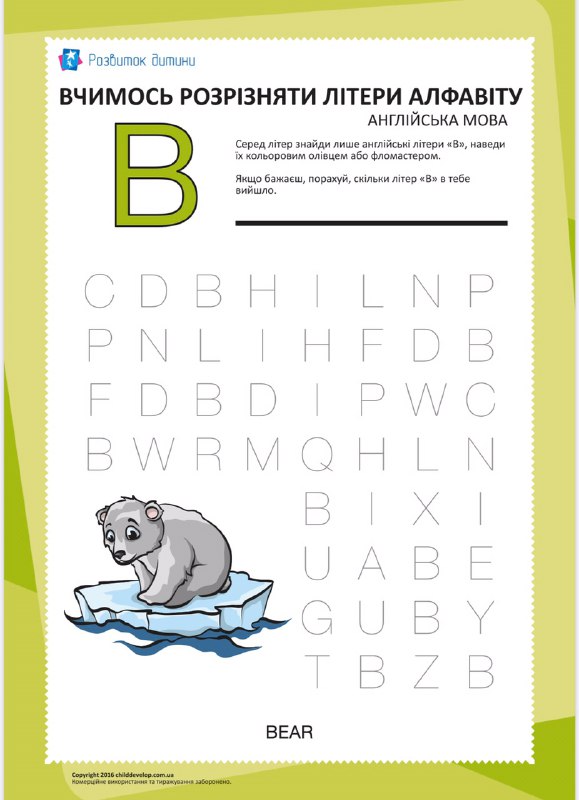 Розвиток дитини
ВЧИМОСЬ РОЗРІЗНЯТИ ЛІТЕРИ АЛФАВІТУ
АНГЛІЙСЬКА МОВА
B
Серед літер знайди лише англійські літери «B», наведи
їх кольоровим олівцем або фломастером.
Якщо бажаєш, порахуй, скільки літер «B» в тебе
вийшло.
C D B H I L N P
P N L I H F D B
F D B D I P W C
B W R M Q H L N
B I X I
U A B E
G U B Y
T B Z B
BEAR
Copyright 2016 childdevelop.com.ua
Комерційне використання та тиражування заборонено.